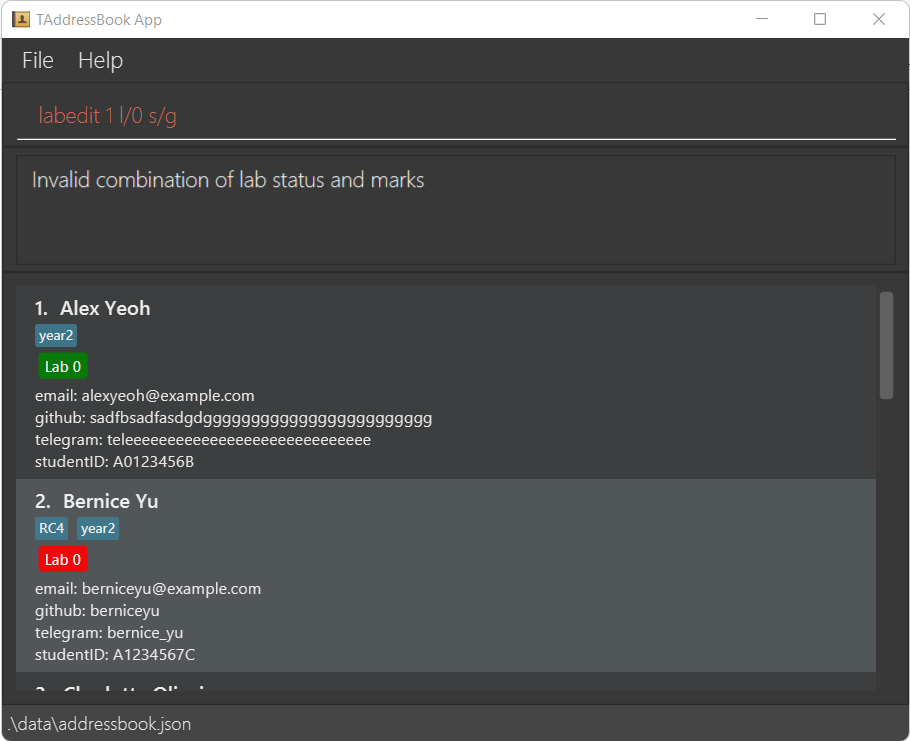 TAddressBook App
File Help
labedit 1 l/0 s/g
Invalid combination of lab status and marks
1. Alex Yeoh
year2
Lab 0
email: alexyeoh@example.com
github: sadfbsadfasdgdgggggggggggggggggggggggg
telegram: teleeeeeeeeeeeeeeeeeeeeeeeeeeee
studentID: A0123456B
2. Bernice Yu
RC4 year2
Lab 0
email: berniceyu@example.com
github: berniceyu
telegram: bernice_yu
studentID: A1234567C
.\data\addressbook.json